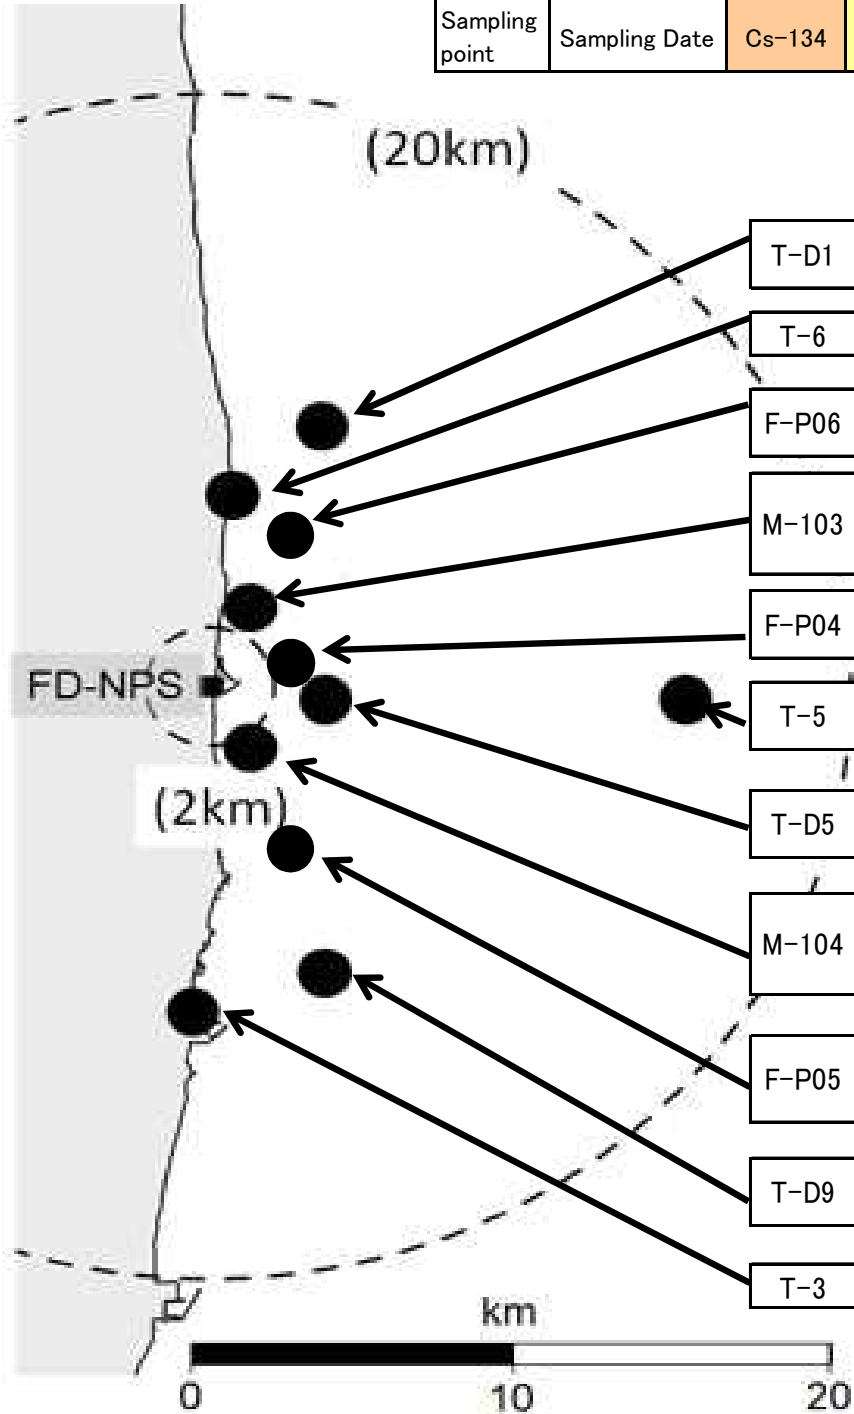 Sampling
point
Sampling Date
Cs-134
(20km)
T-D1
T-6
F-P06
M-103
F-P04
FD-NPS
T-5
(2km)
T-D5
M-104
F-P05
T-D9
T-3
km
0
10
20